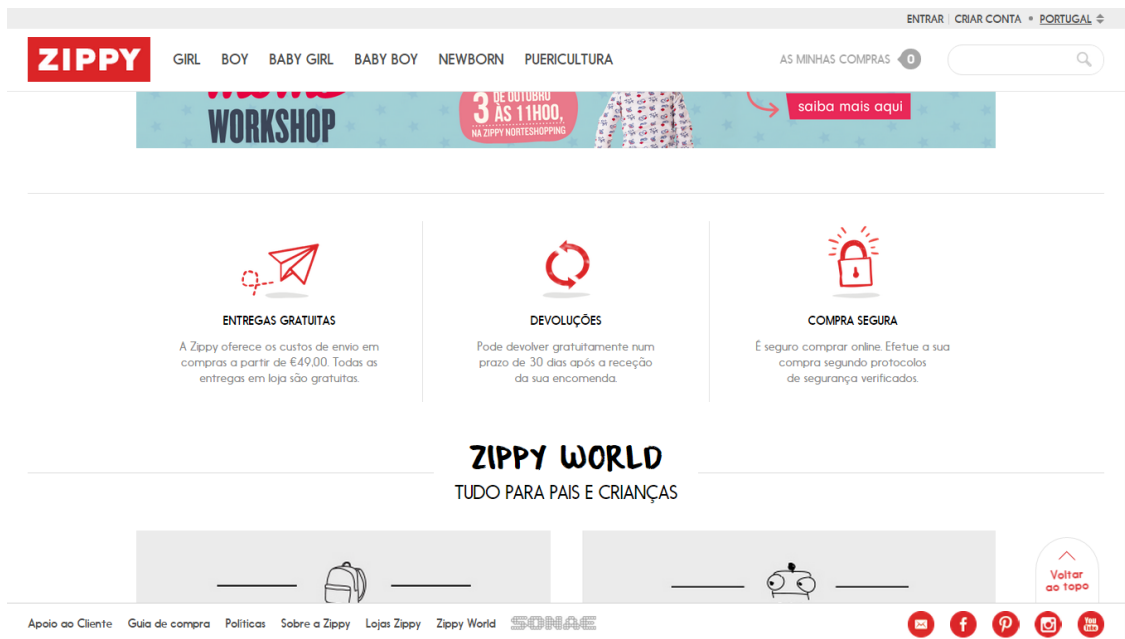 ENTRAR CRIAR CONTA • PORTUGAL
ZIPPY GIRL BOY BABY GIRL BABY BOY NEWBORN PUERICULTURA AS MINHAS COMPRAS 0
WORKSHOP
3 DE OUTUBRO
ÀS 11H00,
NA ZIPPY NORTESHOPPING
saiba mais aqui
ENTREGAS GRATUITAS
A Zippy oferece os custos de envio em
compras a partir de €49,00. Todas as
entregas em loja são gratuitas.
DEVOLUÇÕES
Pode devolver gratuitamente num
prazo de 30 dias após a receção
da sua encomenda.
COMPRA SEGURA
É seguro comprar online. Efetue a sua
compra segundo protocolos
de segurança verificados.
ZIPPY WORLD
TUDO PARA PAIS E CRIANÇAS
Voltar
ao topo
Apoio ao Cliente Guia de compra Políticas Sobre a Zippy Lojas Zippy Zippy World SONAE
You
Tube